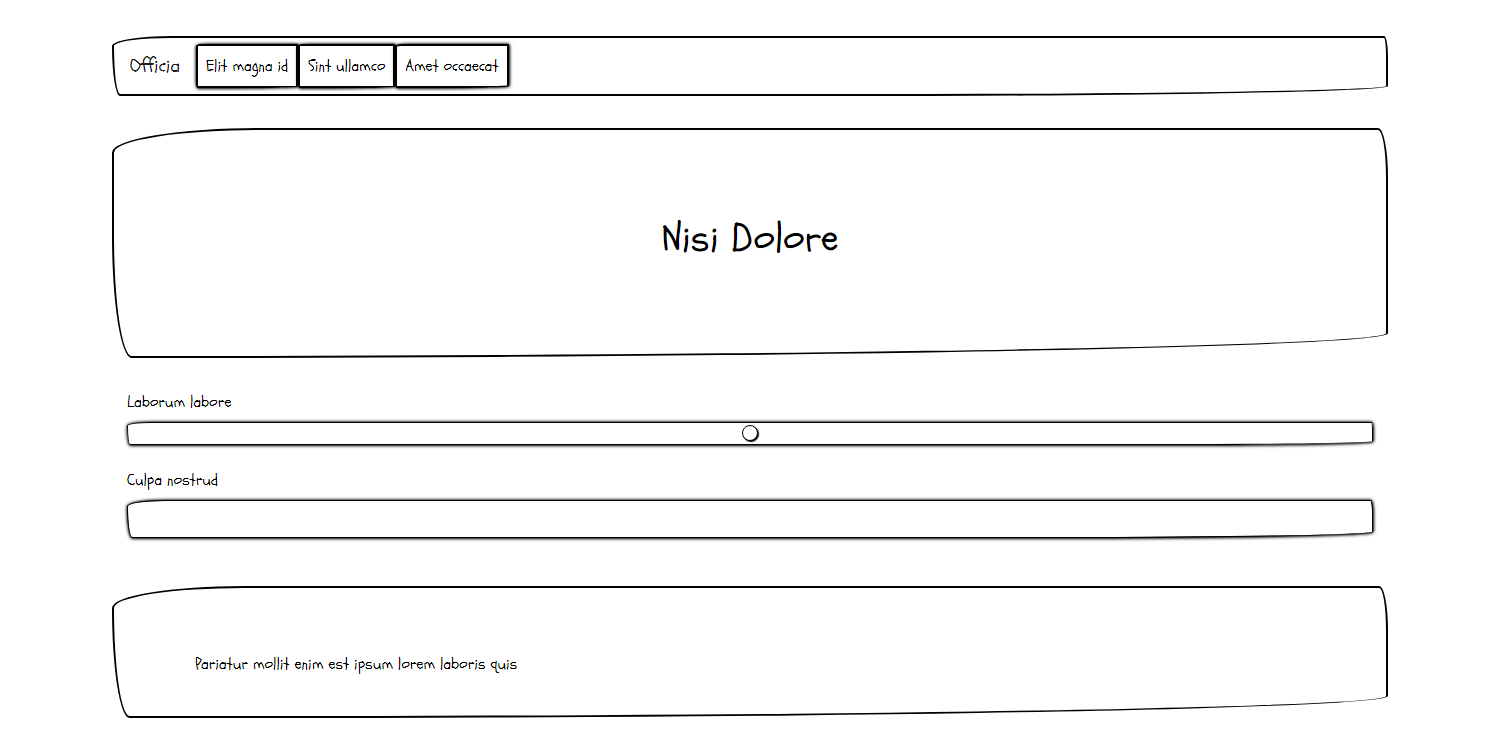 Officia Elit magna id Sint ullamco Amet occaecat
Nisi Dolore
Laborum labore
Culpa nostrud
Pariatur mollit enim est ipsum lorem laboris quis